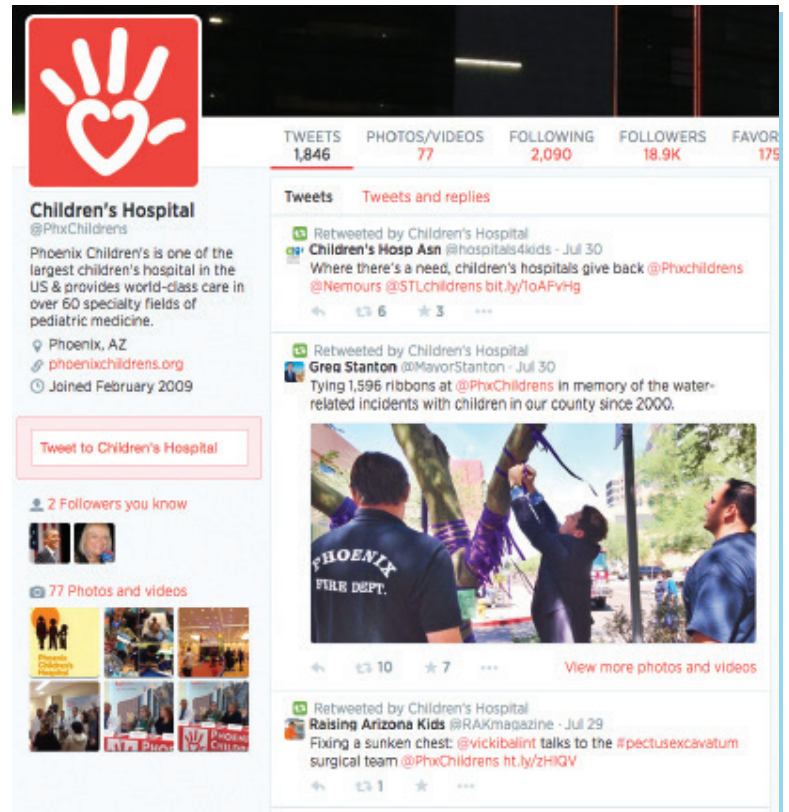 TWEETS PHOTOS/VIDEOS FOLLOWING FOLLOWERS FAVOR
1,846 77 2,090 18.9K 175
Children's Hospital
@PhxChildrens
Phoenix Children's is one of the
largest children's hospital in the
US & provides world-class care in
over 60 specialty fields of
pediatric medicine.
Phoenix, AZ
phoenixchildrens.org
Joined February 2009
Tweet to Children's Hospital
2 Followers you know
77 Photos and videos
Phoenix
Children's
Hospital
Tweets Tweets and replies
Retweeted by Children's Hospital
Children's Hosp Asn @hospitals4kids - Jul 30
Where there's a need, children's hospitals give back @Phxchildrens
@Nemours @STLchildrens bit.ly/1oAFvHg
6 3
Retweeted by Children's Hospital
Greg Stanton @MayorStanton - Jul 30
Tying 1,596 ribbons at @PhxChildrens in memory of the water-
related incidents with children in our county since 2000.
PHOENIX
FIRE DEPT.
10 7 View more photos and videos
Retweeted by Children's Hospital
Raising Arizona Kids @RAKmagazine - Jul 29
Fixing a sunken chest: @vickibalint talks to the #pectusexcavatum
surgical team @PhxChildrens ht.ly/zHIQV
1